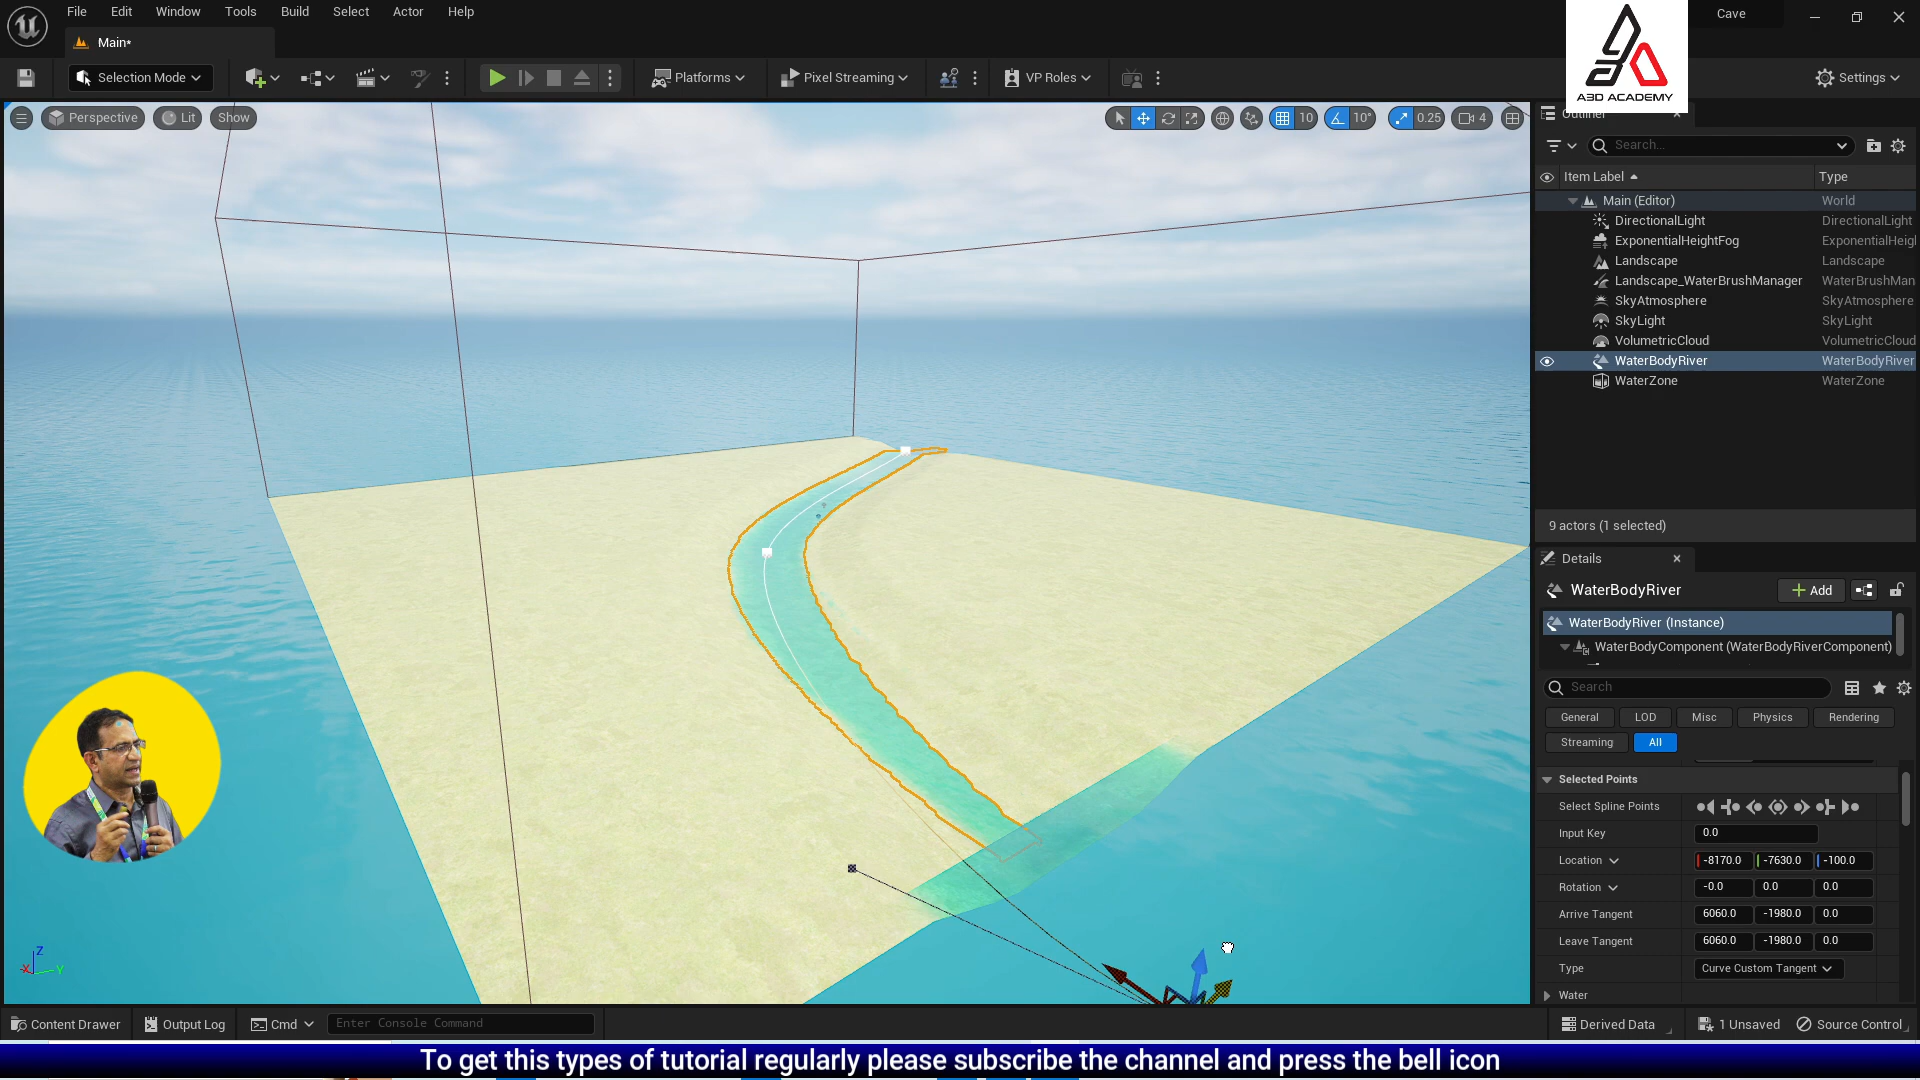 File Edit Window Tools Build Select Actor Help
Cave
Main*
Selection Mode
Platforms
Pixel Streaming
VP Roles
Settings
A3D ACADEMY
Perspective
Lit
Show
10
10°
0.25
4
Outliner
Search...
Item Label
Type
Main (Editor)
World
DirectionalLight
DirectionalLight
ExponentialHeightFog
ExponentialHeigl
Landscape
Landscape
Landscape_WaterBrushManager
WaterBrushMan
SkyAtmosphere
SkyAtmosphere
SkyLight
SkyLight
VolumetricCloud
VolumetricCloud
WaterBodyRiver
WaterBodyRiver
WaterZone
WaterZone
9 actors (1 selected)
Details
WaterBodyRiver
Add
WaterBodyRiver (Instance)
WaterBodyComponent (WaterBodyRiverComponent)
Search
General LOD Misc Physics Rendering
Streaming All
Selected Points
Select Spline Points
Input Key 0.0
Location -8170.0 -7630.0 -100.0
Rotation -0.0 0.0 0.0
Arrive Tangent 6060.0 -1980.0 0.0
Leave Tangent 6060.0 -1980.0 0.0
Type Curve Custom Tangent
Water
Z
X
Y
Content Drawer
Output Log
Cmd
Enter Console Command
Derived Data
1 Unsaved
Source Control
To get this types of tutorial regularly please subscribe the channel and press the bell icon